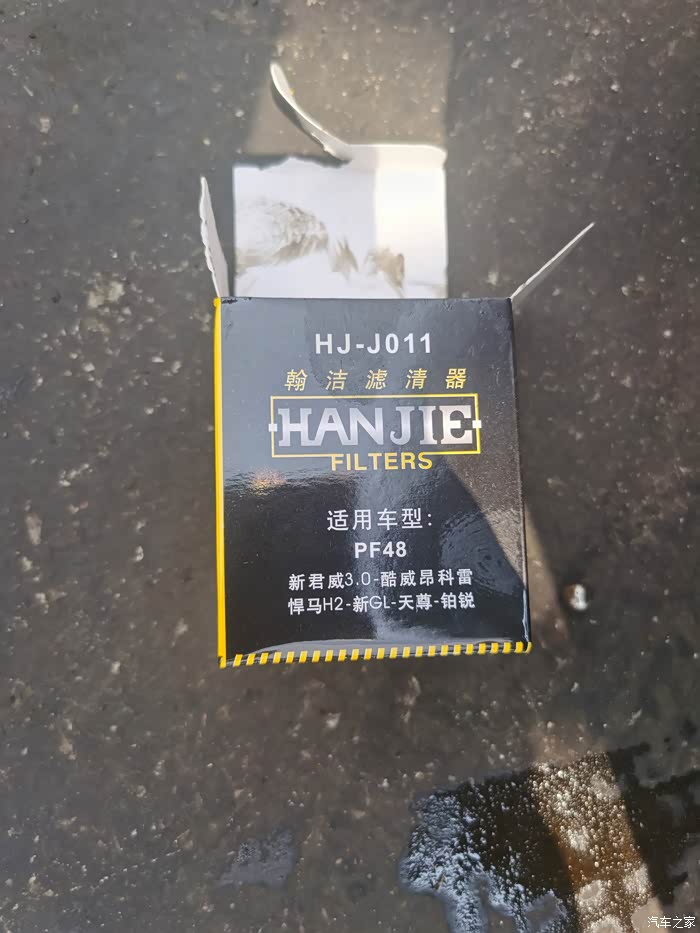 HJ-J011
翰洁滤清器
HANJIE
FILTERS
适用车型:
PF48
新君威3.0-酷威昂科雷
悍马H2-新GL-天尊-铂锐
汽车之家